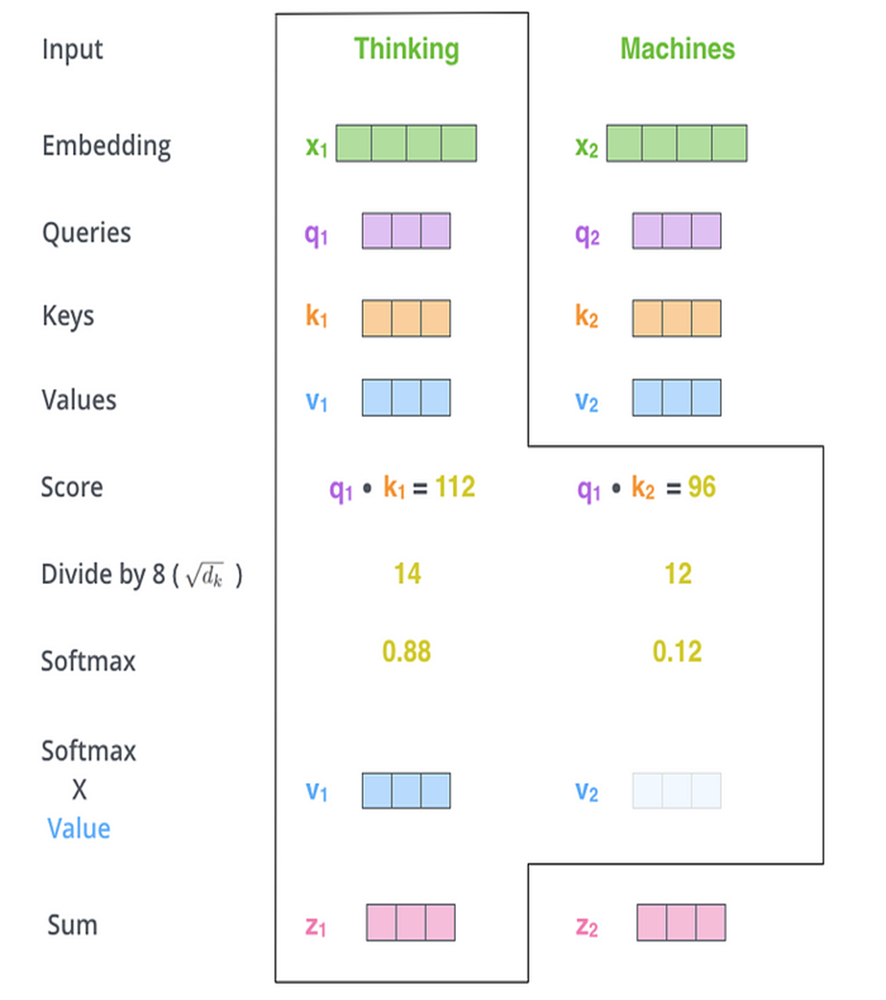 Input Thinking Machines
Embedding x1 x2
Queries q1 q2
Keys k1 k2
Values v1 v2
Score q1 • k1 = 112 q1 • k2 = 96
Divide by 8 ( √dk ) 14 12
Softmax 0.88 0.12
Softmax
X
v1 v2
Value
Sum z1 z2